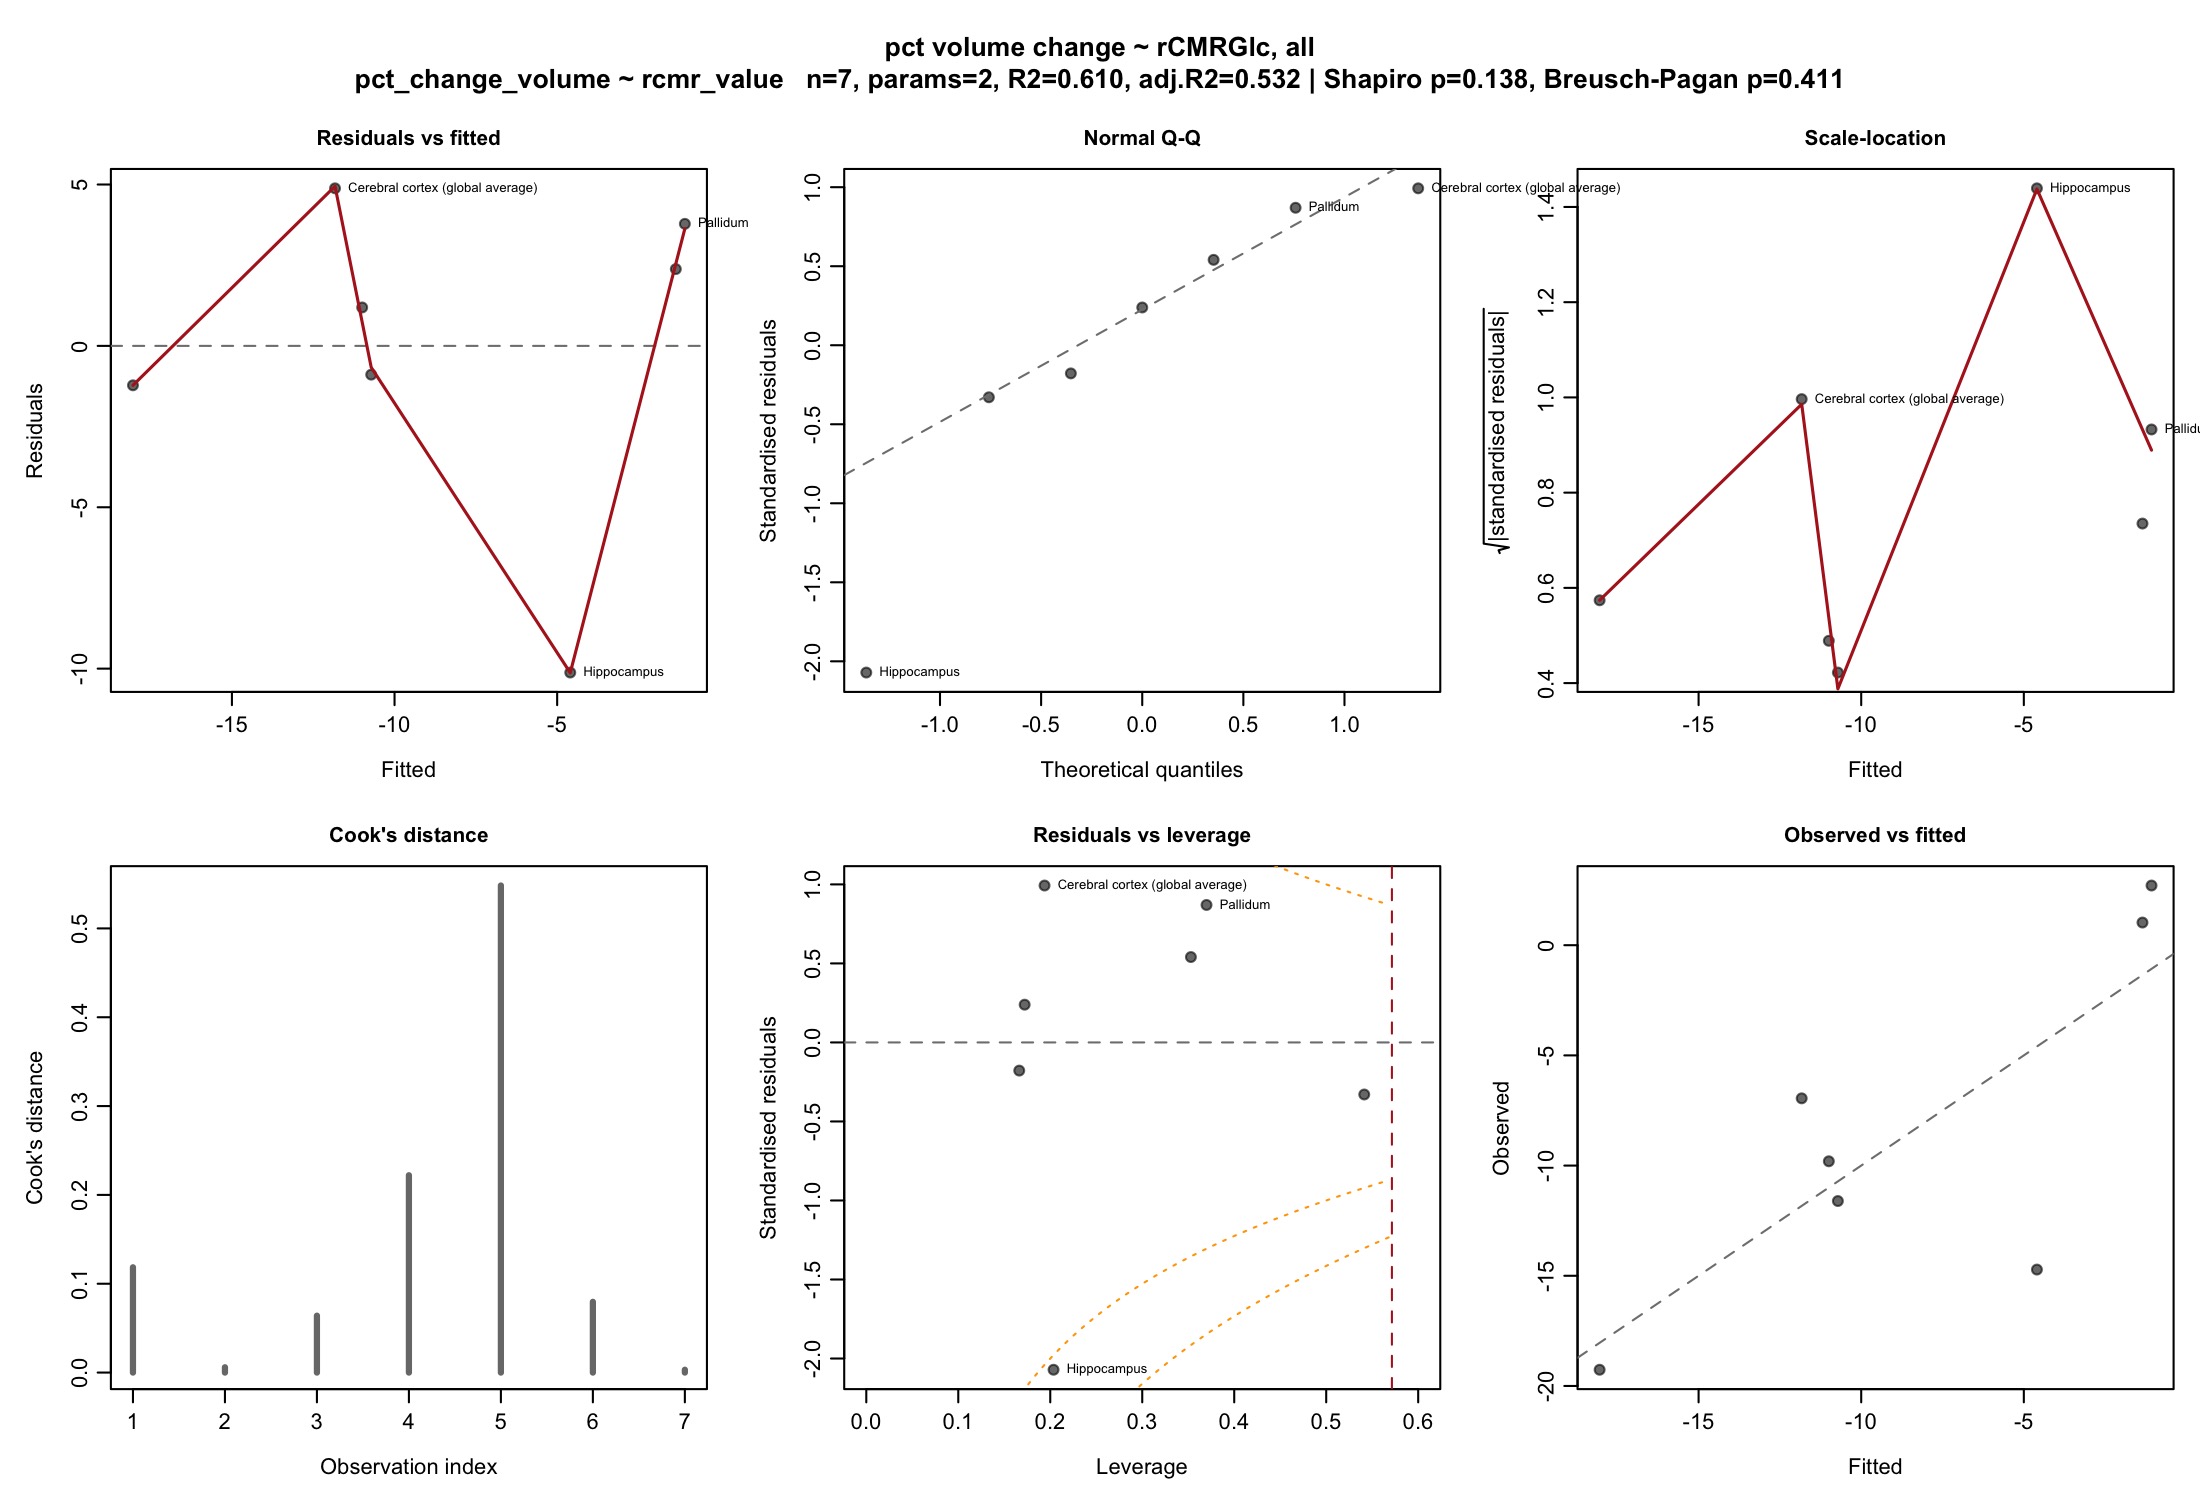 pct volume change ~ rCMRGlc, all
pct_change_volume ~ rcmr_value n=7, params=2, R2=0.610, adj.R2=0.532 | Shapiro p=0.138, Breusch-Pagan p=0.411
Residuals vs fitted
5
0
-5
-10
Residuals
Cerebral cortex (global average)
Pallidum
Hippocampus
-15
-10
-5
Fitted
Normal Q-Q
1.0
0.5
0.0
-0.5
-1.0
-1.5
-2.0
Standardised residuals
Cerebral cortex (global average)
Pallidum
Hippocampus
-1.0
-0.5
0.0
0.5
1.0
Theoretical quantiles
Scale-location
1.4
1.2
1.0
0.8
0.6
0.4
√|standardised residuals|
Hippocampus
Cerebral cortex (global average)
Pallidu
-15
-10
-5
Fitted
Cook's distance
0.5
0.4
0.3
0.2
0.1
0.0
Cook's distance
1
2
3
4
5
6
7
Observation index
Residuals vs leverage
1.0
0.5
0.0
-0.5
-1.0
-1.5
-2.0
Standardised residuals
Cerebral cortex (global average)
Pallidum
Hippocampus
0.0
0.1
0.2
0.3
0.4
0.5
0.6
Leverage
Observed vs fitted
0
-5
-10
-15
-20
Observed
-15
-10
-5
Fitted